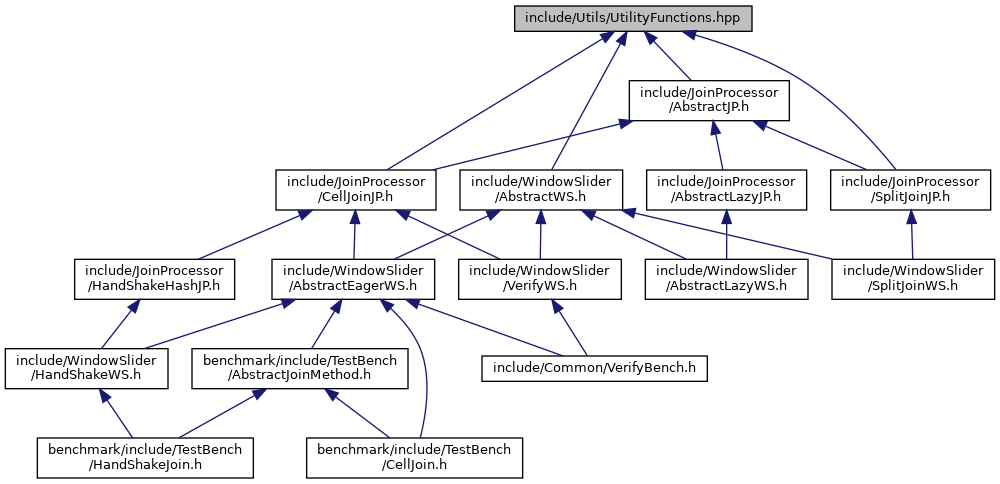 include/Utils/UtilityFunctions.hpp
include/JoinProcessor
/AbstractJP.h
include/JoinProcessor
/CellJoinJP.h
include/WindowSlider
/AbstractWS.h
include/JoinProcessor
/AbstractLazyJP.h
include/JoinProcessor
/SplitJoinJP.h
include/JoinProcessor
/HandShakeHashJP.h
include/WindowSlider
/AbstractEagerWS.h
include/WindowSlider
/VerifyWS.h
include/WindowSlider
/AbstractLazyWS.h
include/WindowSlider
/SplitJoinWS.h
include/WindowSlider
/HandShakeWS.h
benchmark/include/TestBench
/AbstractJoinMethod.h
include/Common/VerifyBench.h
benchmark/include/TestBench
/HandShakeJoin.h
benchmark/include/TestBench
/CellJoin.h